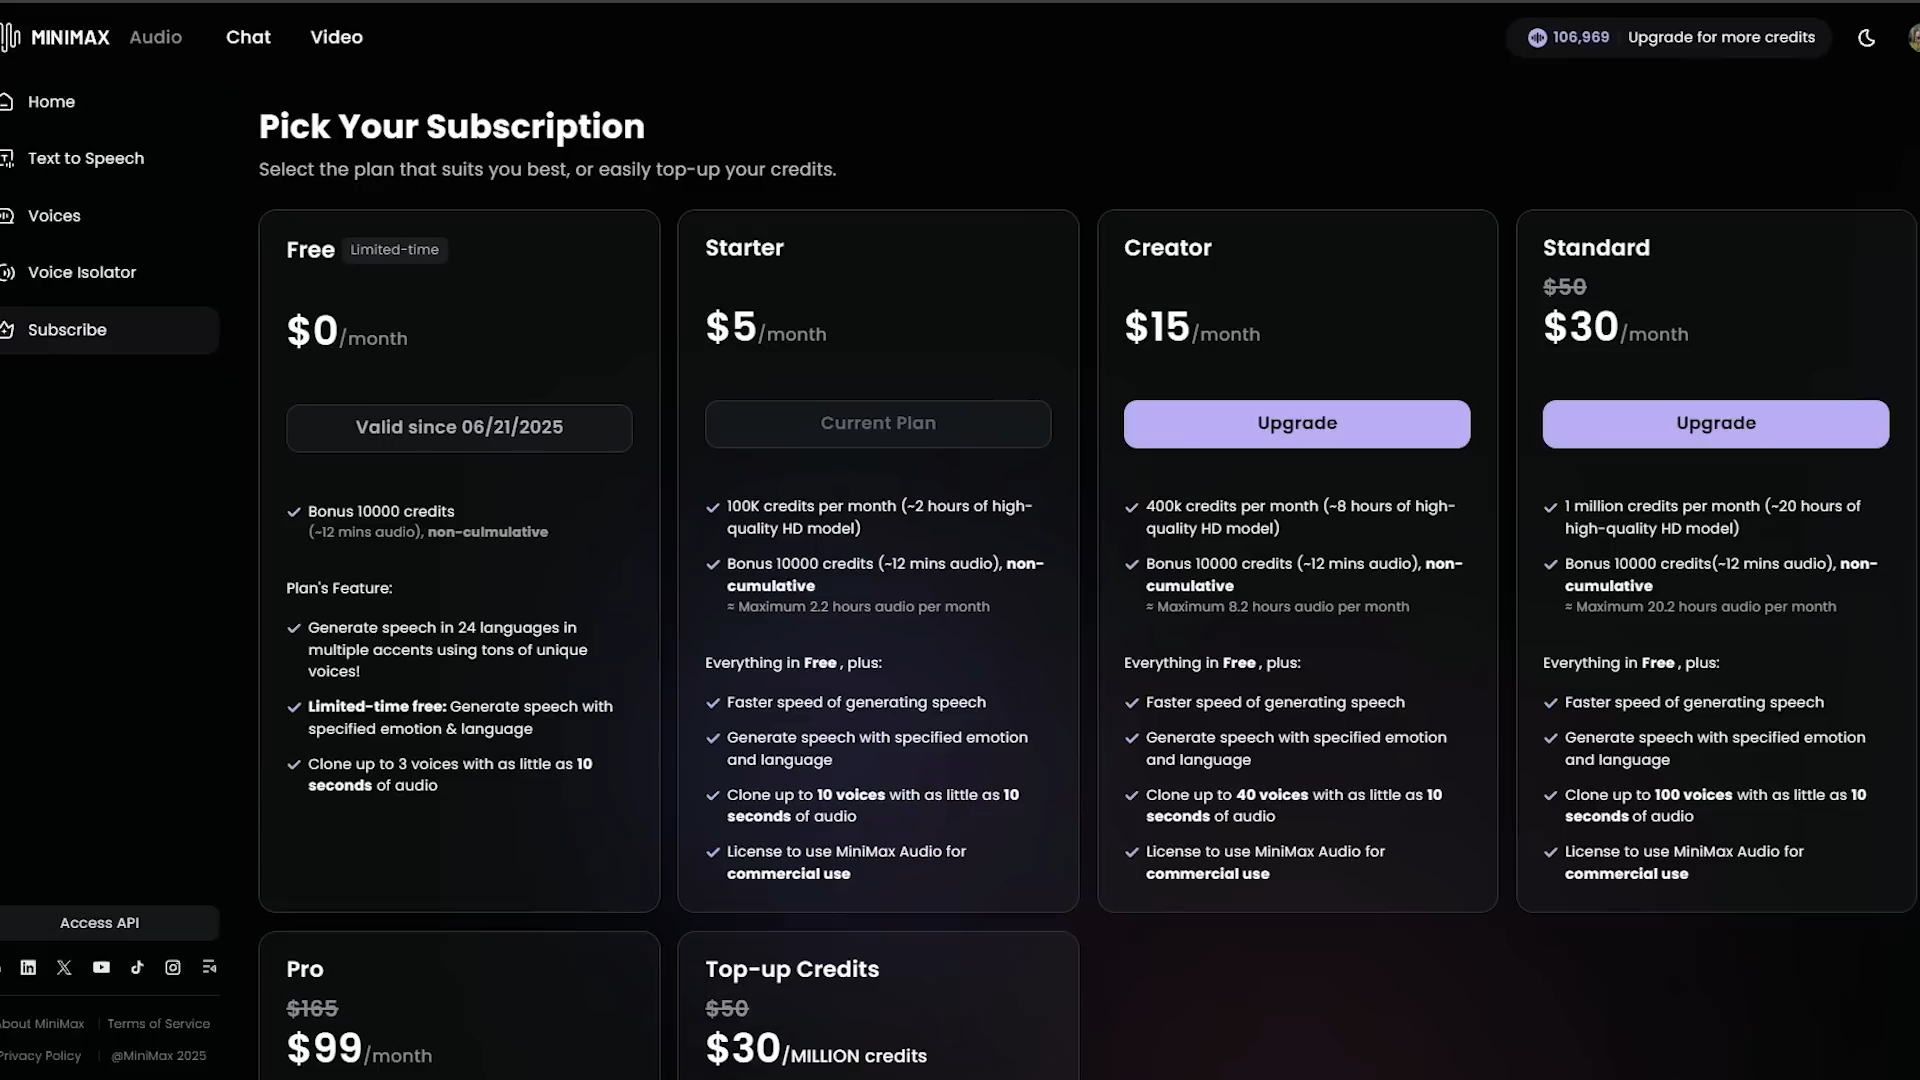 MINIMAX Audio Chat Video
106,969 Upgrade for more credits
Home
Text to Speech
Voices
Voice Isolator
Subscribe
Access API
About MiniMax Terms of Service
Privacy Policy @MiniMax 2025
Pick Your Subscription
Select the plan that suits you best, or easily top-up your credits.
Free Limited-time
$0/month
Valid since 06/21/2025
Bonus 10000 credits
(~12 mins audio), non-culmulative
Plan's Feature:
Generate speech in 24 languages in
multiple accents using tons of unique
voices!
Limited-time free: Generate speech with
specified emotion & language
Clone up to 3 voices with as little as 10
seconds of audio
Starter
$5/month
Current Plan
100K credits per month (~2 hours of high-
quality HD model)
Bonus 10000 credits (~12 mins audio), non-
cumulative
≈ Maximum 2.2 hours audio per month
Everything in Free , plus:
Faster speed of generating speech
Generate speech with specified emotion
and language
Clone up to 10 voices with as little as 10
seconds of audio
License to use MiniMax Audio for
commercial use
Creator
$15/month
Upgrade
400k credits per month (~8 hours of high-
quality HD model)
Bonus 10000 credits (~12 mins audio), non-
cumulative
≈ Maximum 8.2 hours audio per month
Everything in Free , plus:
Faster speed of generating speech
Generate speech with specified emotion
and language
Clone up to 40 voices with as little as 10
seconds of audio
License to use MiniMax Audio for
commercial use
Standard
$50
$30/month
Upgrade
1 million credits per month (~20 hours of
high-quality HD model)
Bonus 10000 credits(~12 mins audio), non-
cumulative
≈ Maximum 20.2 hours audio per month
Everything in Free , plus:
Faster speed of generating speech
Generate speech with specified emotion
and language
Clone up to 100 voices with as little as 10
seconds of audio
License to use MiniMax Audio for
commercial use
Pro
$165
$99/month
Top-up Credits
$50
$30/MILLION credits